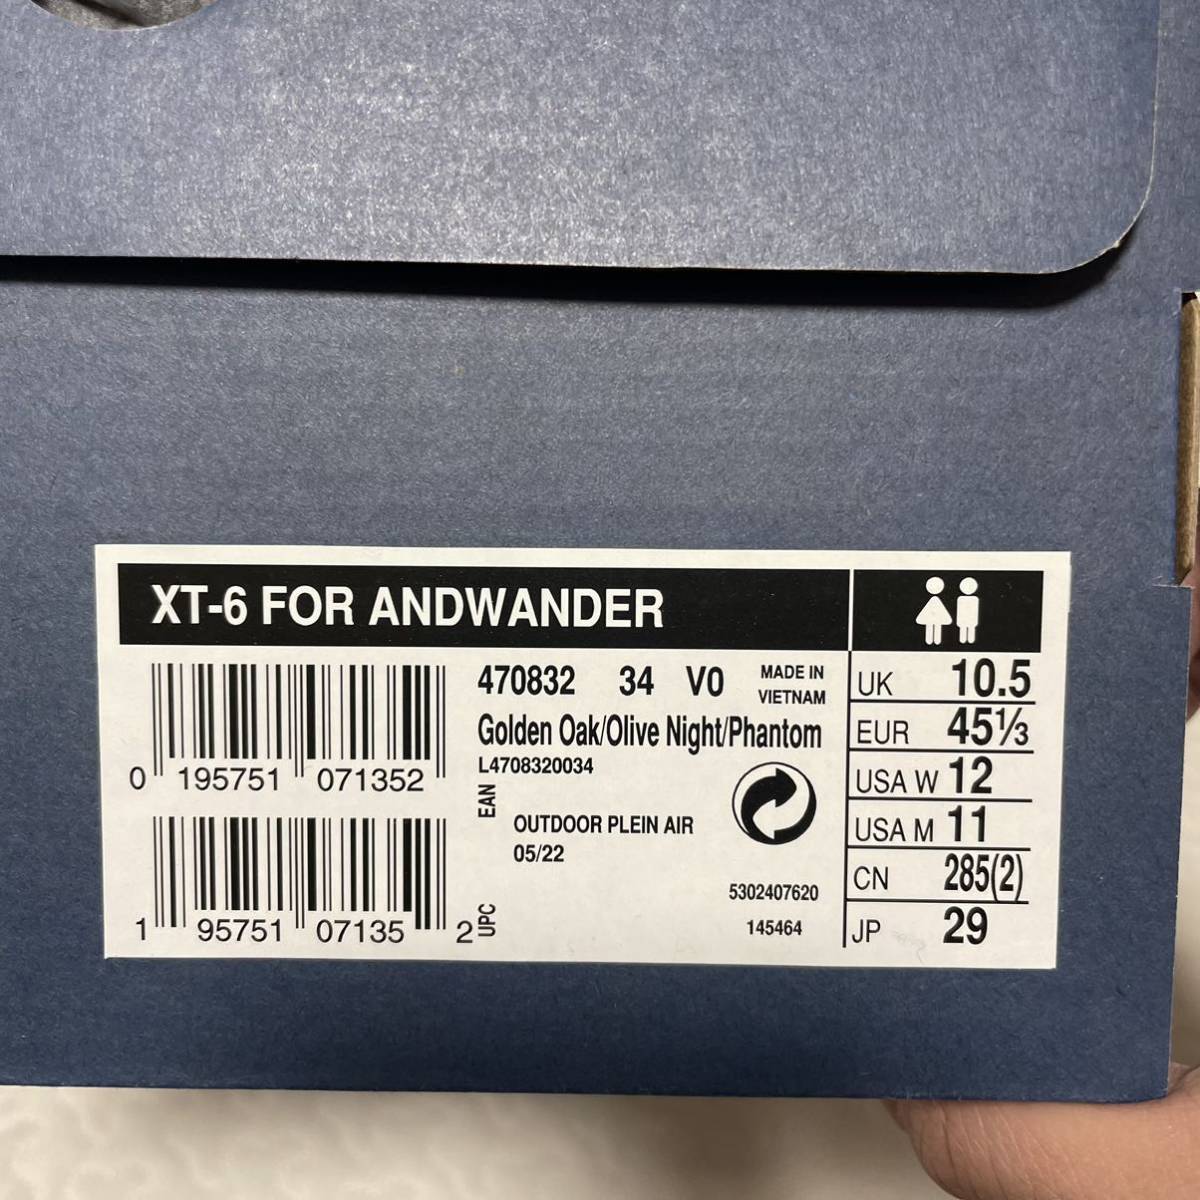 XT-6 FOR ANDWANDER
0 195751 071352
EAN
1 95751 07135 2
UPC
470832 34 V0
MADE IN
VIETNAM
Golden Oak/Olive Night/Phantom
L4708320034
OUTDOOR PLEIN AIR
05/22
5302407620
145464
UK 10.5
EUR 45⅓
USA W 12
USA M 11
CN 285(2)
JP 29